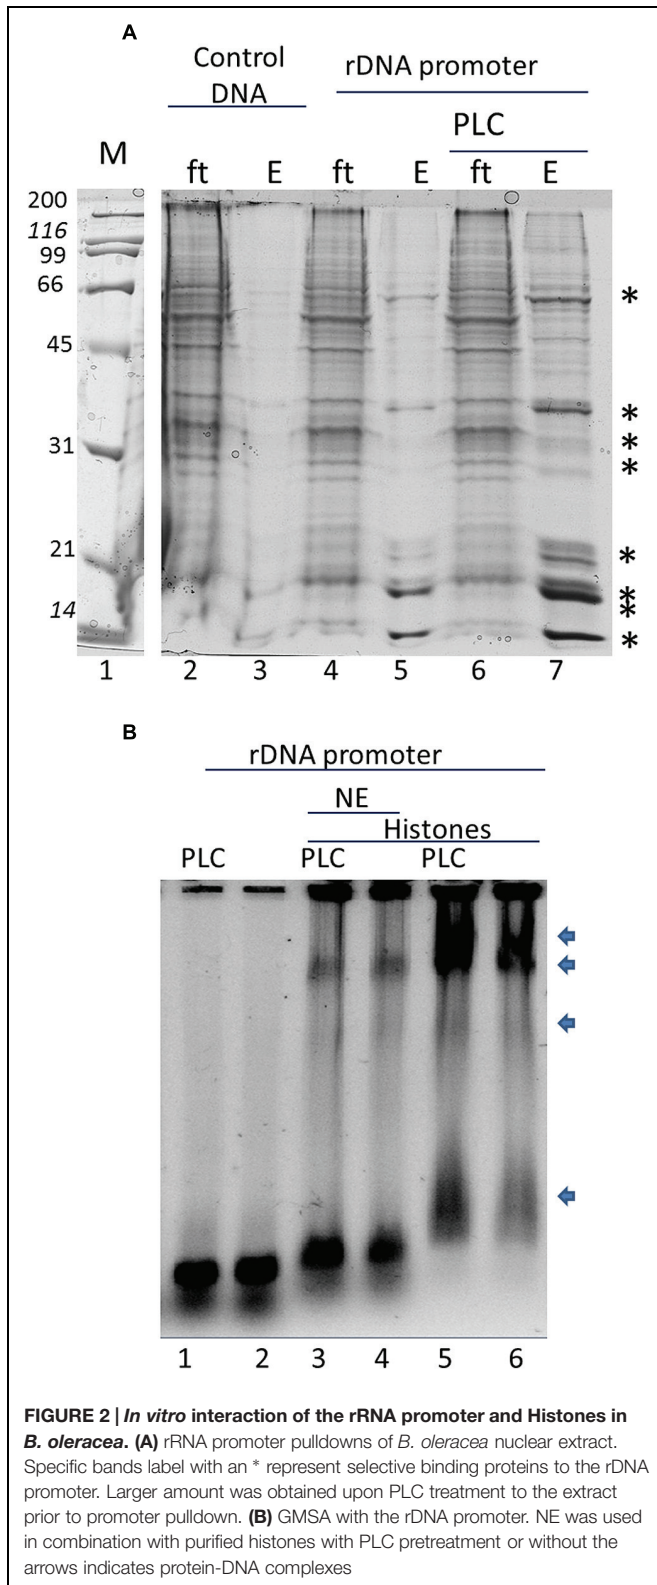 A
Control
DNA
rDNA promoter
PLC
M
ft E ft E ft E
200
116
99
66
45
31
21
14
*
*
*
*
*
*
*
*
1 2 3 4 5 6 7
B
rDNA promoter
NE
Histones
PLC PLC PLC
1 2 3 4 5 6
FIGURE 2 | In vitro interaction of the rRNA promoter and Histones in
B. oleracea. (A) rRNA promoter pulldowns of B. oleracea nuclear extract.
Specific bands label with an * represent selective binding proteins to the rDNA
promoter. Larger amount was obtained upon PLC treatment to the extract
prior to promoter pulldown. (B) GMSA with the rDNA promoter. NE was used
in combination with purified histones with PLC pretreatment or without the
arrows indicates protein-DNA complexes